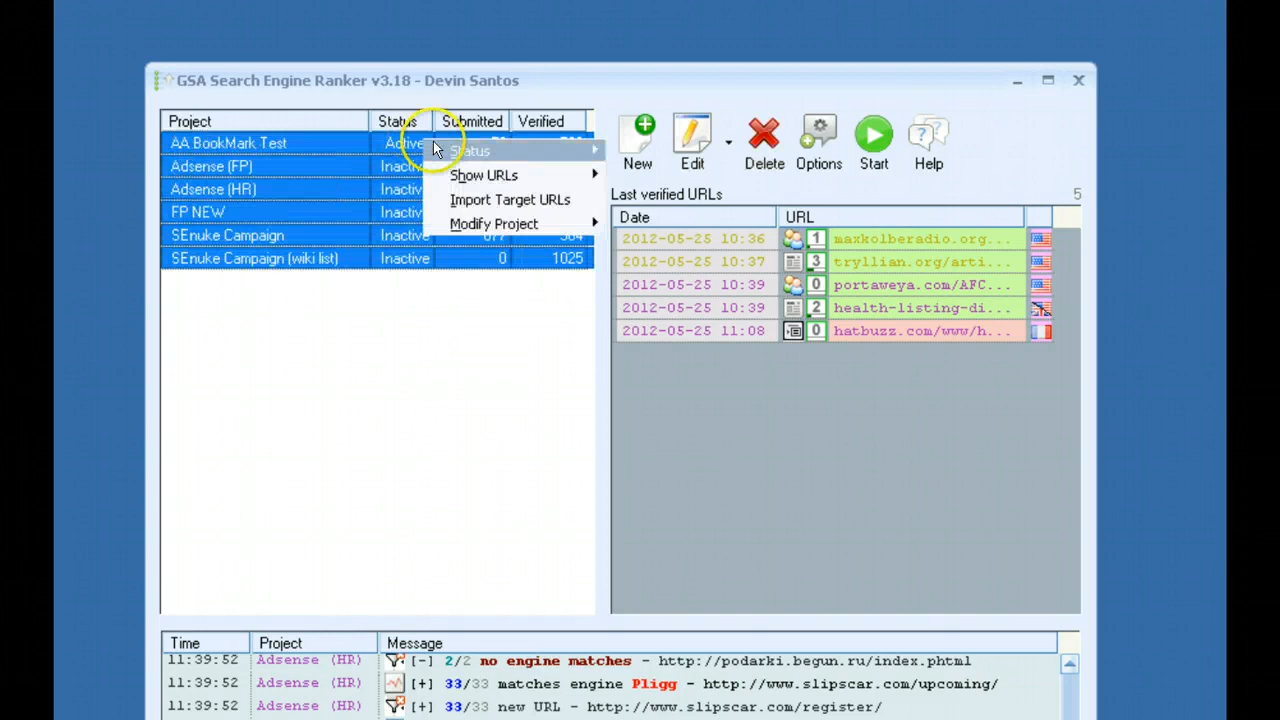 GSA Search Engine Ranker v3.18 - Devin Santos
Project Status Submitted Verified
AA BookMark Test Active
Adsense (FP) Inactive
Adsense (HR) Inactive
FP NEW Inactive
SEnuke Campaign Inactive
SEnuke Campaign (wiki list) Inactive 0 1025
Status
Show URLs
Import Target URLs
Modify Project
New Edit Delete Options Start Help
Last verified URLs 5
Date URL
2012-05-25 10:36 1 maxkolberadio.org...
2012-05-25 10:37 3 tryllian.org/arti...
2012-05-25 10:39 0 portaweya.com/AFC...
2012-05-25 10:39 2 health-listing-di...
2012-05-25 11:08 0 hatbuzz.com/www/h...
Time Project Message
11:39:52 Adsense (HR) [-] 2/2 no engine matches - http://podarki.begun.ru/index.phtml
11:39:52 Adsense (HR) [+] 33/33 matches engine Pligg - http://www.slipscar.com/upcoming/
11:39:52 Adsense (HR) [+] 33/33 new URL - http://www.slipscar.com/register/